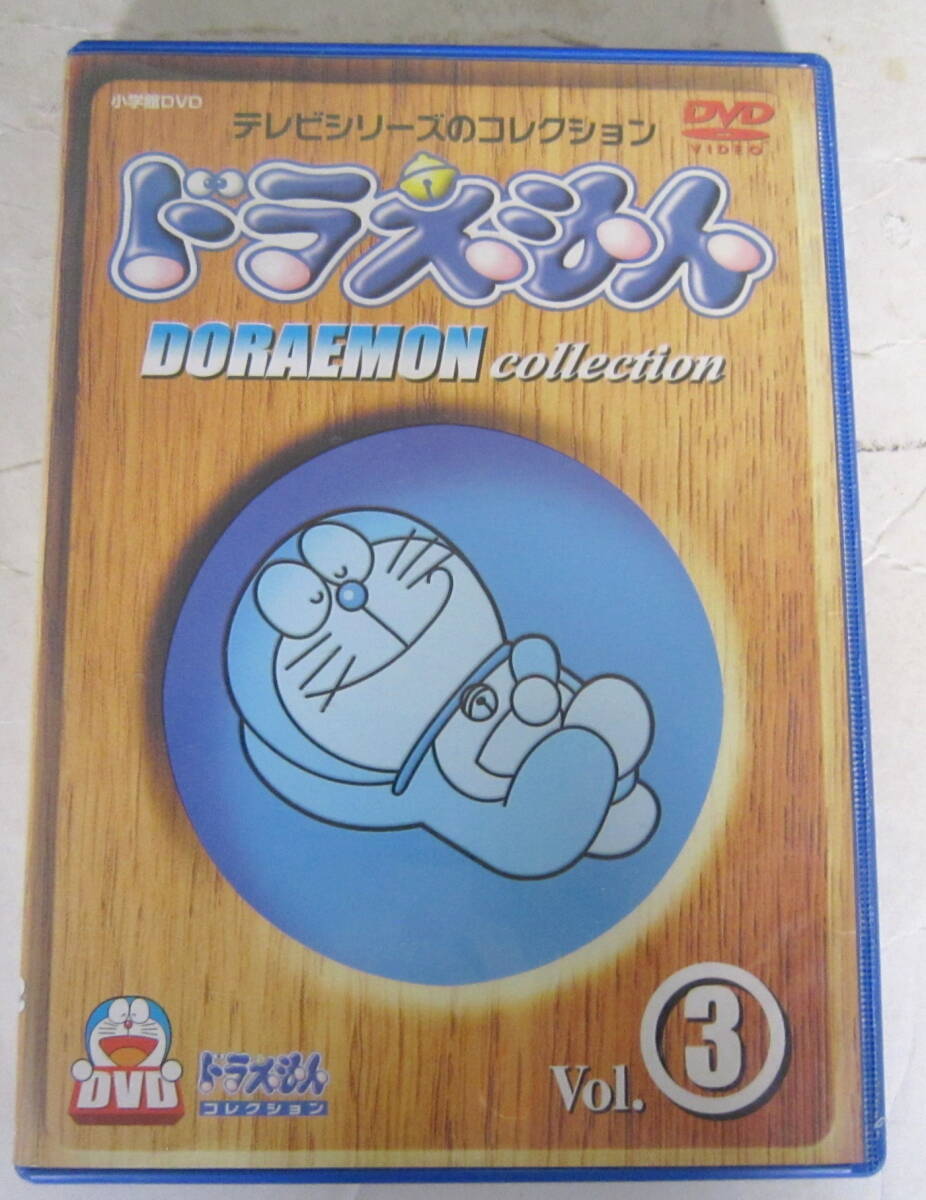 小学館DVD
テレビシリーズのコレクション
DVD
VIDEO
ドラえもん
DORAEMON collection
Vol. 3
DVD
ドラえもん
コレクション